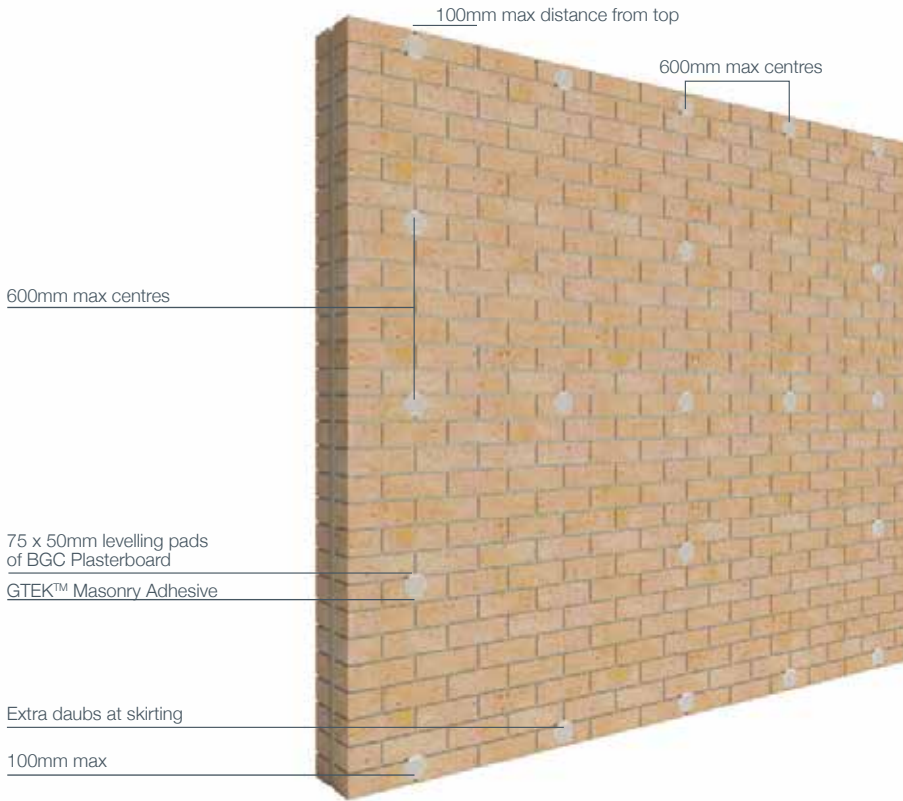 100mm max distance from top
600mm max centres
600mm max centres
75 x 50mm levelling pads
of BGC Plasterboard
GTEK™ Masonry Adhesive
Extra daubs at skirting
100mm max